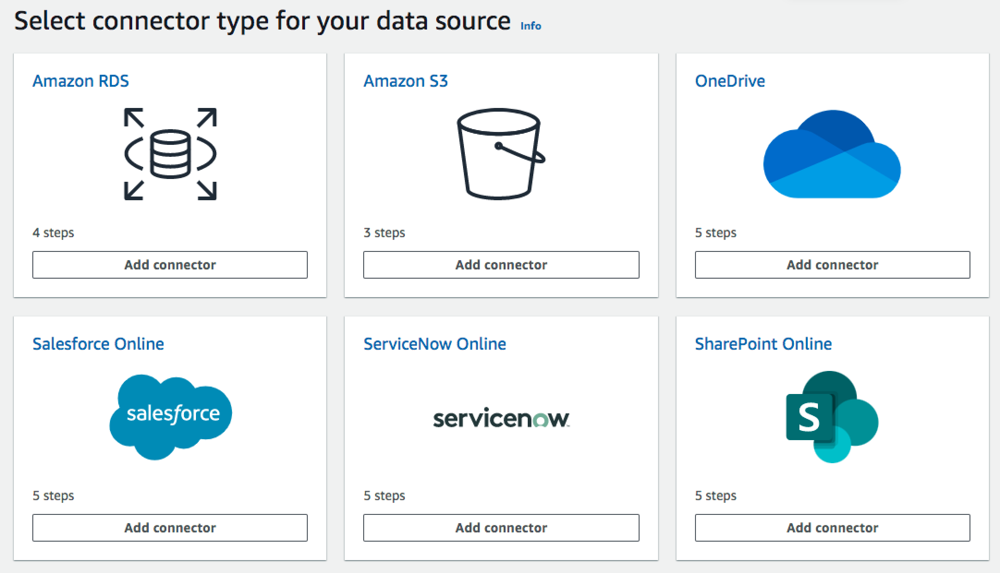 Select connector type for your data source Info
Amazon RDS
4 steps
Add connector
Amazon S3
3 steps
Add connector
OneDrive
5 steps
Add connector
Salesforce Online
salesforce
5 steps
Add connector
ServiceNow Online
servicenow
5 steps
Add connector
SharePoint Online
S
5 steps
Add connector